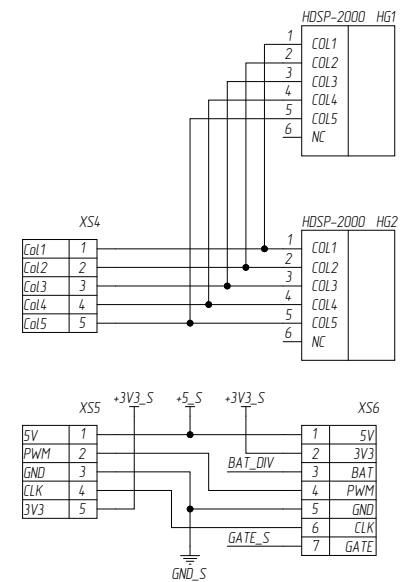 HDSP-2000 HG1
1 COL1
2 COL2
3 COL3
4 COL4
5 COL5
6 NC
HDSP-2000 HG2
1 COL1
2 COL2
3 COL3
4 COL4
5 COL5
6 NC
XS4
Col1 1
Col2 2
Col3 3
Col4 4
Col5 5
+3V3_S +5_S +3V3_S
XS5
5V 1
PWM 2
GND 3
CLK 4
3V3 5
XS6
1 5V
2 3V3
BAT_DIV 3 BAT
4 PWM
5 GND
6 CLK
GATE_S 7 GATE
GND_S